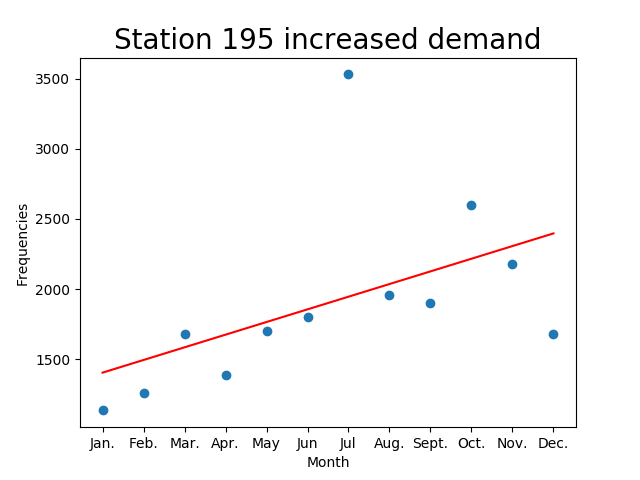 Station 195 increased demand
3500
3000
2500
2000
1500
Frequencies
Jan. Feb. Mar. Apr. May Jun Jul Aug. Sept. Oct. Nov. Dec.
Month